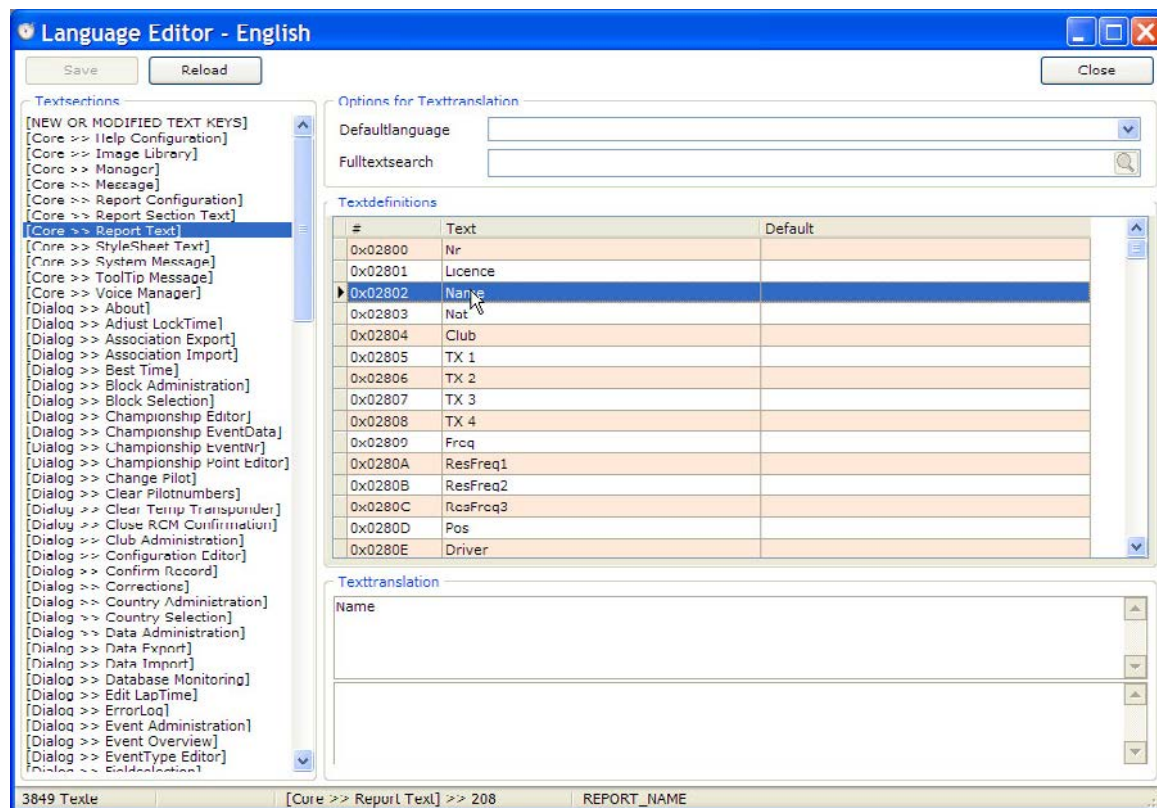 Language Editor - English
Save Reload Close
Textsections
[NEW OR MODIFIED TEXT KEYS]
[Core >> Help Configuration]
[Core >> Image Library]
[Core >> Manager]
[Core >> Message]
[Core >> Report Configuration]
[Core >> Report Section Text]
[Core >> Report Text]
[Core >> StyleSheet Text]
[Core >> System Message]
[Core >> ToolTip Message]
[Core >> Voice Manager]
[Dialog >> About]
[Dialog >> Adjust LockTime]
[Dialog >> Association Export]
[Dialog >> Association Import]
[Dialog >> Best Time]
[Dialog >> Block Administration]
[Dialog >> Block Selection]
[Dialog >> Championship Editor]
[Dialog >> Championship EventData]
[Dialog >> Championship EventNr]
[Dialog >> Championship Point Editor]
[Dialog >> Change Pilot]
[Dialog >> Clear Pilotnumbers]
[Dialog >> Clear Temp Transponder]
[Dialog >> Close RCM Confirmation]
[Dialog >> Club Administration]
[Dialog >> Configuration Editor]
[Dialog >> Confirm Record]
[Dialog >> Corrections]
[Dialog >> Country Administration]
[Dialog >> Country Selection]
[Dialog >> Data Administration]
[Dialog >> Data Export]
[Dialog >> Data Import]
[Dialog >> Database Monitoring]
[Dialog >> Edit LapTime]
[Dialog >> ErrorLog]
[Dialog >> Event Administration]
[Dialog >> Event Overview]
[Dialog >> EventType Editor]
[Dialog >> Fieldselection]
Options for Texttranslation
Defaultlanguage
Fulltextsearch
Textdefinitions
# Text Default
0x02800 Nr
0x02801 Licence
0x02802 Name
0x02803 Nat
0x02804 Club
0x02805 TX 1
0x02806 TX 2
0x02807 TX 3
0x02808 TX 4
0x02809 Freq
0x0280A ResFreq1
0x0280B ResFreq2
0x0280C ResFreq3
0x0280D Pos
0x0280E Driver
Texttranslation
Name
3849 Texte [Core >> Report Text] >> 208 REPORT_NAME